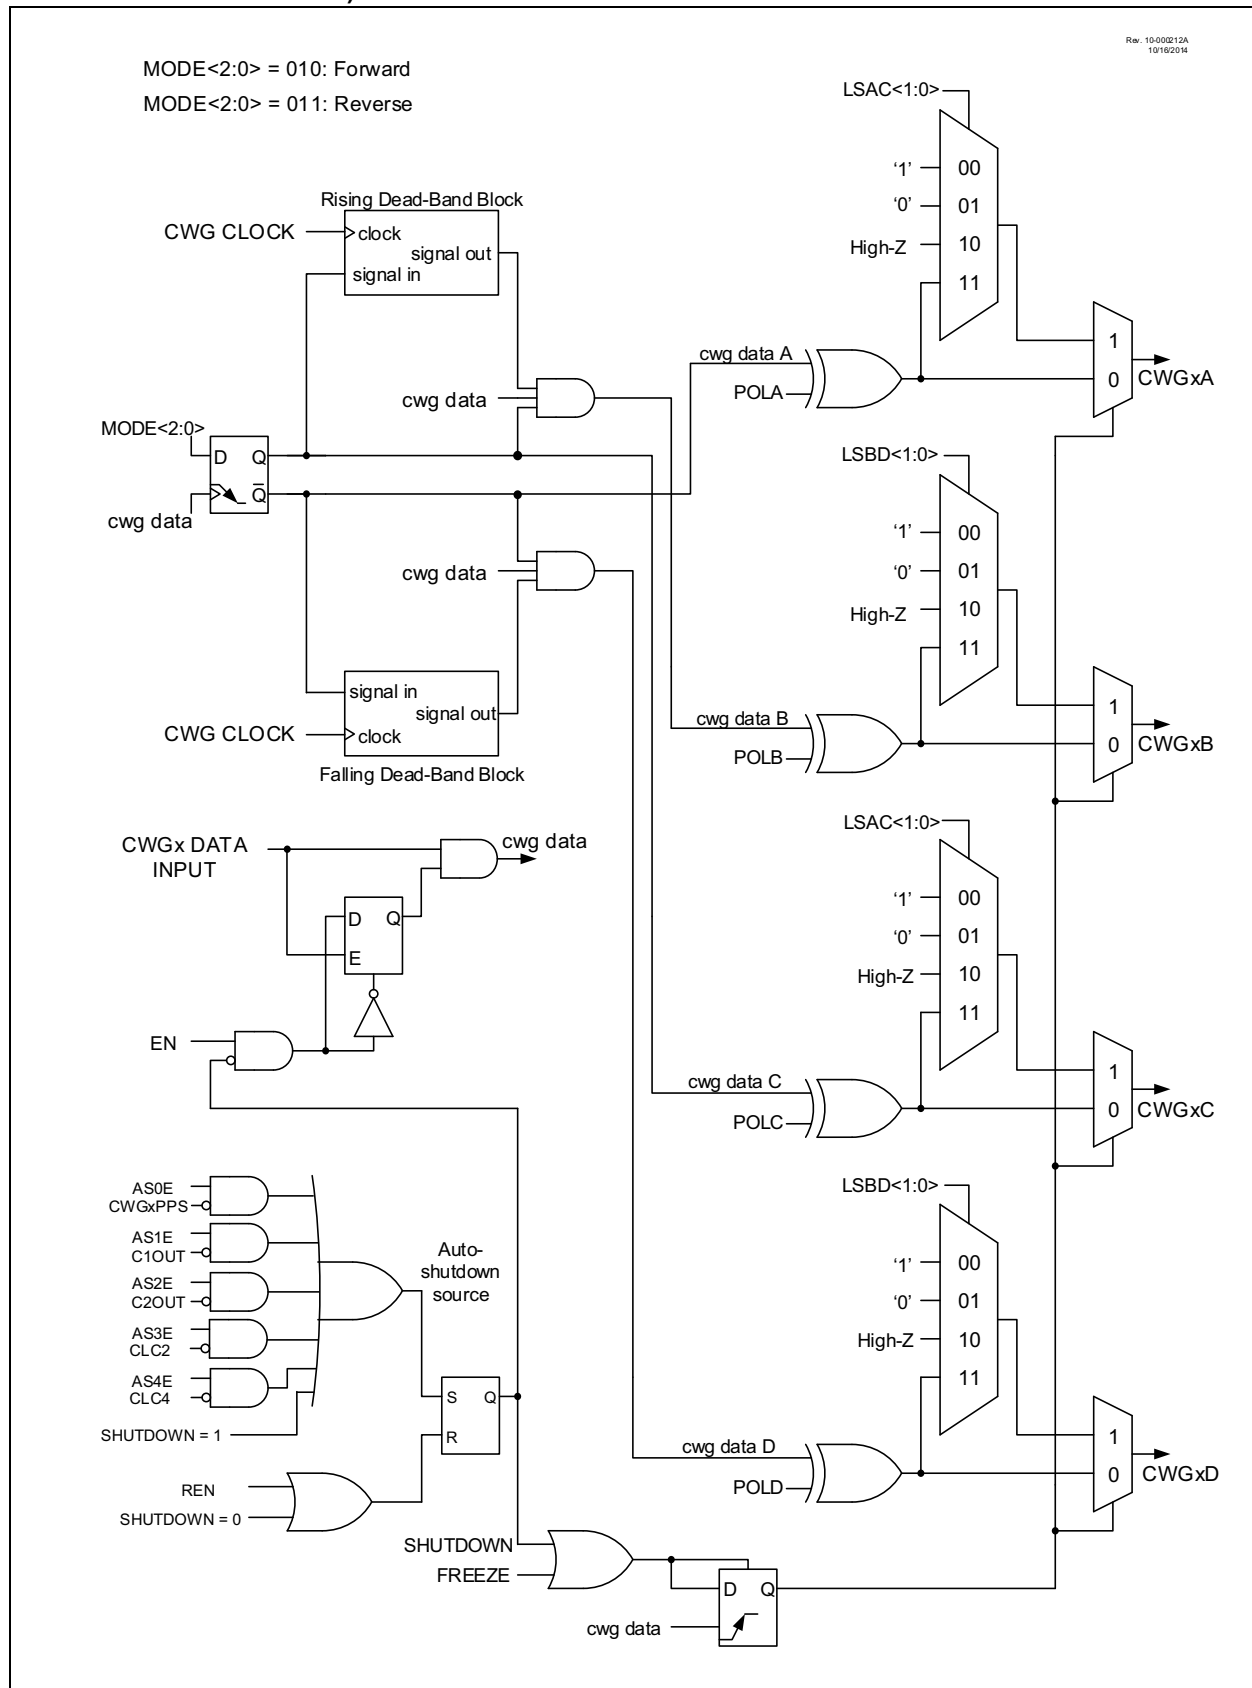 Rev. 10-000212A
10/16/2014
MODE<2:0> = 010: Forward
MODE<2:0> = 011: Reverse
LSAC<1:0>
'1'
00
'0'
01
High-Z
10
11
1
0
CWGxA
cwg data A
POLA
Rising Dead-Band Block
CWG CLOCK
clock
signal out
signal in
cwg data
MODE<2:0>
D
Q
Q̅
cwg data
cwg data
signal in
signal out
CWG CLOCK
clock
Falling Dead-Band Block
LSBD<1:0>
'1'
00
'0'
01
High-Z
10
11
1
0
CWGxB
cwg data B
POLB
CWGx DATA
INPUT
cwg data
D
Q
E
EN
LSAC<1:0>
'1'
00
'0'
01
High-Z
10
11
1
0
CWGxC
cwg data C
POLC
AS0E
CWGxPPS
AS1E
C1OUT
AS2E
C2OUT
AS3E
CLC2
AS4E
CLC4
SHUTDOWN = 1
Auto-
shutdown
source
S
Q
R
REN
SHUTDOWN = 0
LSBD<1:0>
'1'
00
'0'
01
High-Z
10
11
1
0
CWGxD
cwg data D
POLD
SHUTDOWN
FREEZE
D
Q
cwg data